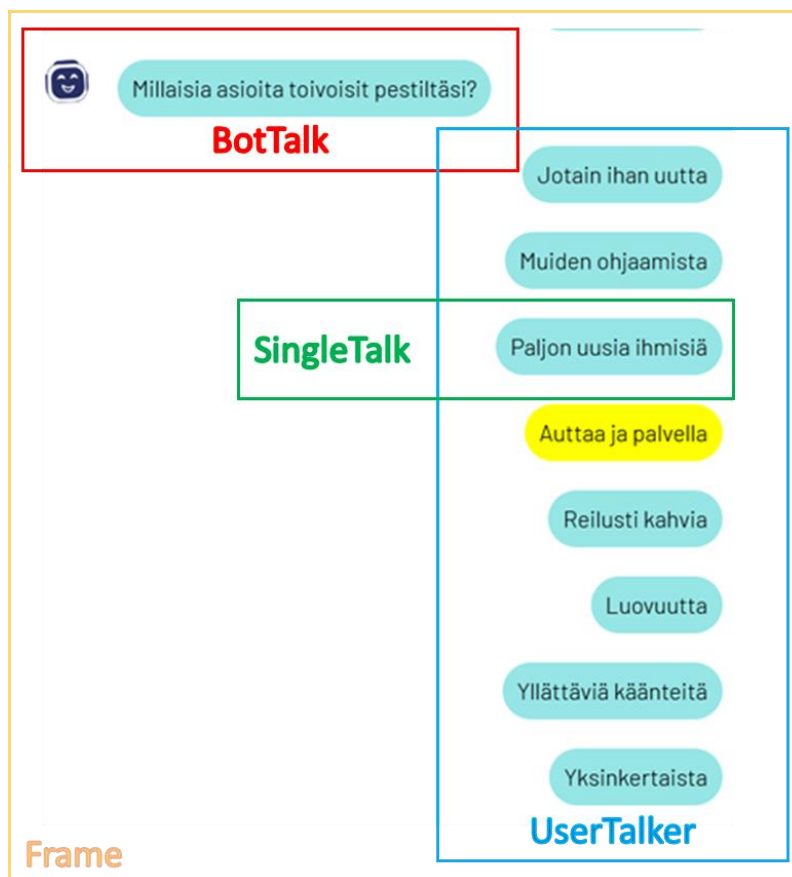 Millaisia asioita toivoisit pestiltäsi?
BotTalk
Jotain ihan uutta
Muiden ohjaamista
SingleTalk
Paljon uusia ihmisiä
Auttaa ja palvella
Reilusti kahvia
Luovuutta
Yllättäviä käänteitä
Yksinkertaista
UserTalker
Frame